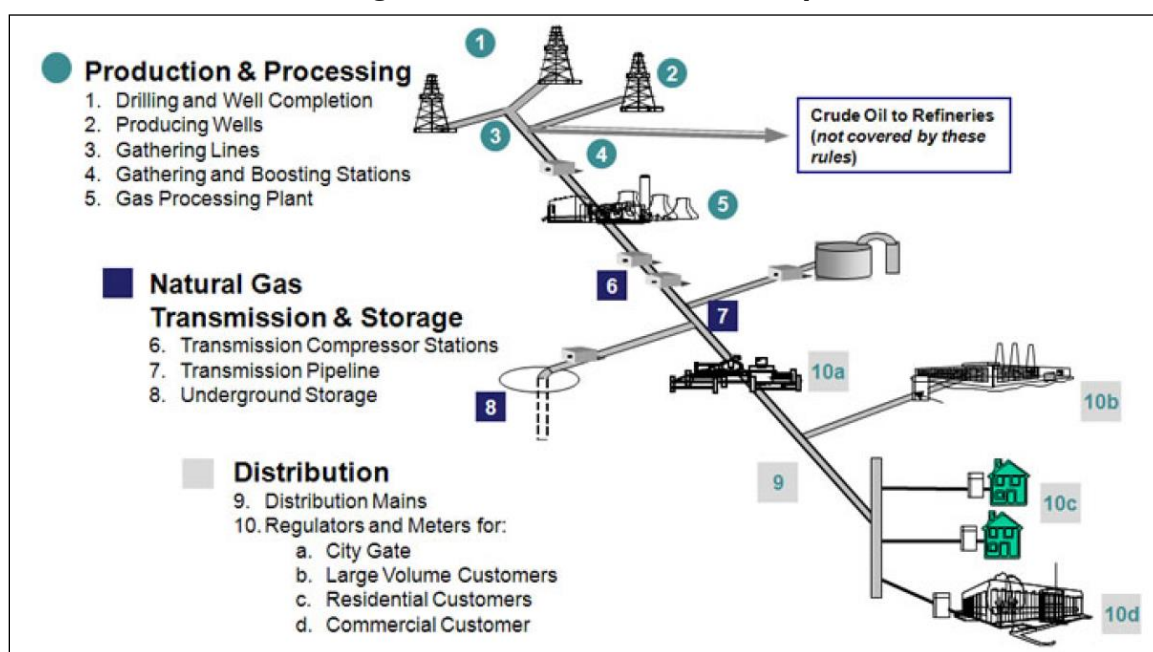 Production & Processing
1. Drilling and Well Completion
2. Producing Wells
3. Gathering Lines
4. Gathering and Boosting Stations
5. Gas Processing Plant
Natural Gas
Transmission & Storage
6. Transmission Compressor Stations
7. Transmission Pipeline
8. Underground Storage
Distribution
9. Distribution Mains
10. Regulators and Meters for:
a. City Gate
b. Large Volume Customers
c. Residential Customers
d. Commercial Customer
1
2
3
4
Crude Oil to Refineries
(not covered by these
rules)
5
6
7
8
10a
10b
9
10c
10d